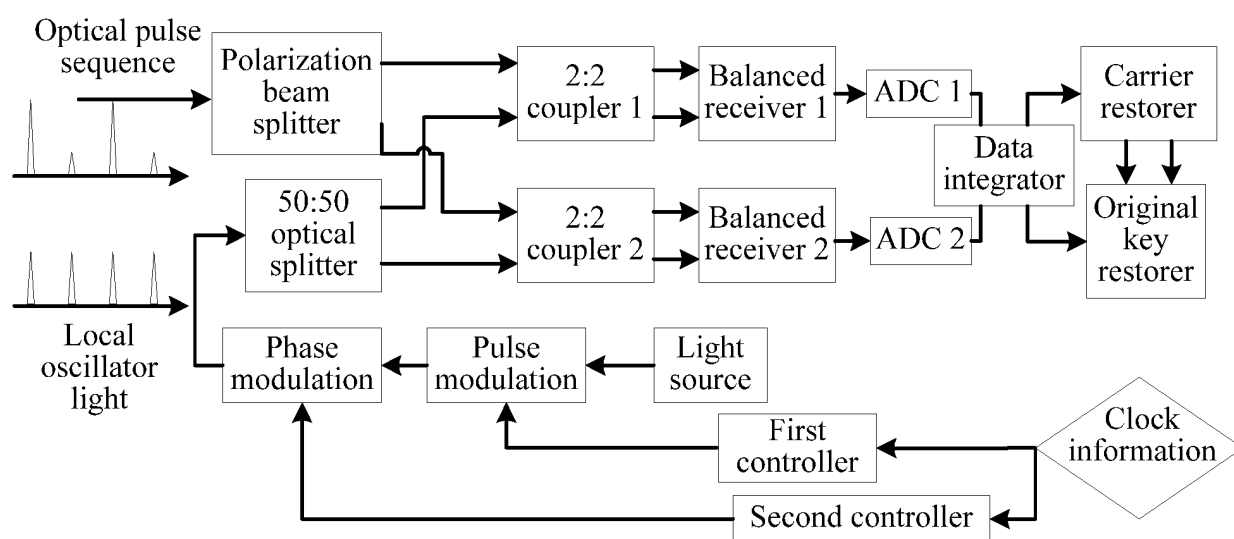 Optical pulse
sequence
Polarization
beam
splitter
2:2
coupler 1
Balanced
receiver 1
ADC 1
Carrier
restorer
Data
integrator
50:50
optical
splitter
2:2
coupler 2
Balanced
receiver 2
ADC 2
Original
key
restorer
Local
oscillator
light
Phase
modulation
Pulse
modulation
Light
source
First
controller
Clock
information
Second controller